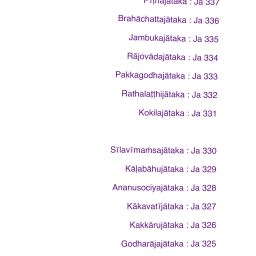 Pīṭhajātaka : Ja 337
Brahāchattajātaka : Ja 336
Jambukajātaka : Ja 335
Rājovādajātaka : Ja 334
Pakkagodhajātaka : Ja 333
Rathalaṭṭhijātaka : Ja 332
Kokilajātaka : Ja 331
Sīlavīmaṁsajātaka : Ja 330
Kāḷabāhujātaka : Ja 329
Ananusociyajātaka : Ja 328
Kākavatījātaka : Ja 327
Kakkārujātaka : Ja 326
Godharājajātaka : Ja 325